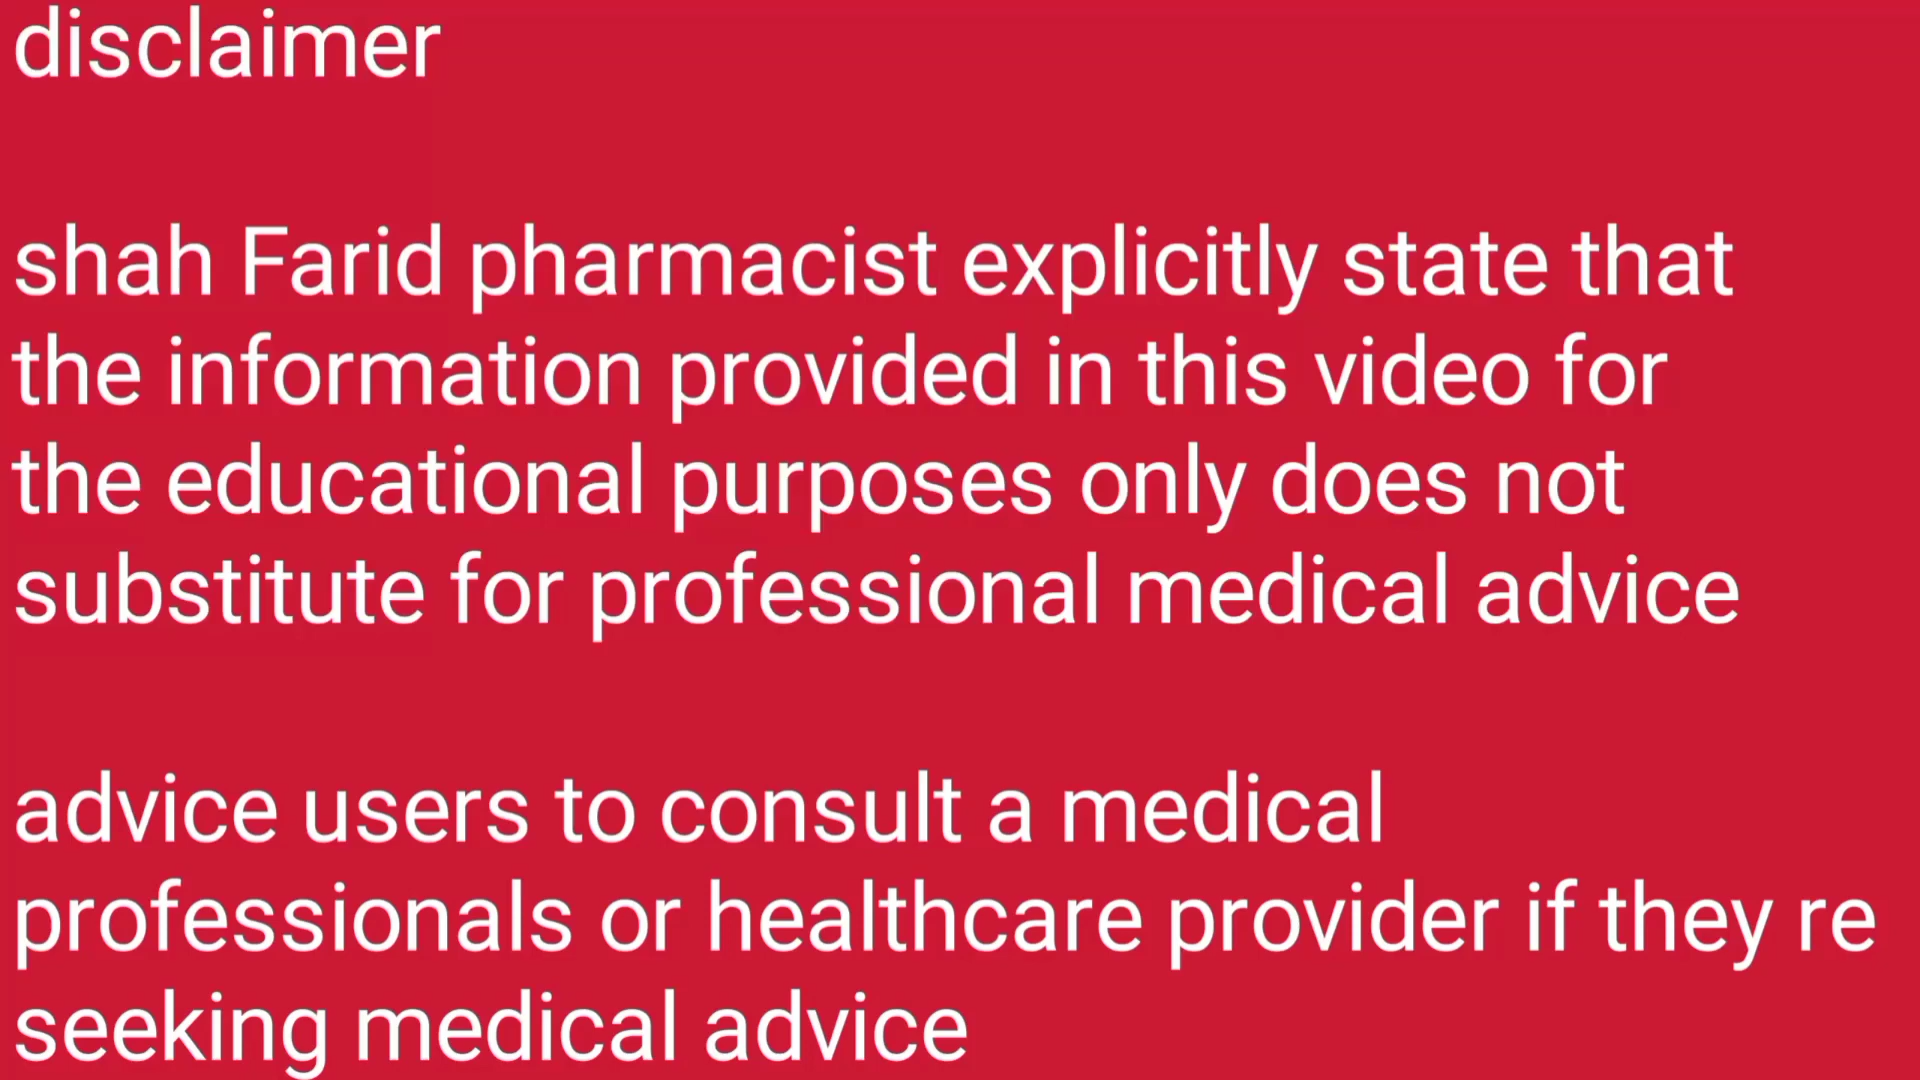 disclaimer
shah Farid pharmacist explicitly state that
the information provided in this video for
the educational purposes only does not
substitute for professional medical advice
advice users to consult a medical
professionals or healthcare provider if they re
seeking medical advice